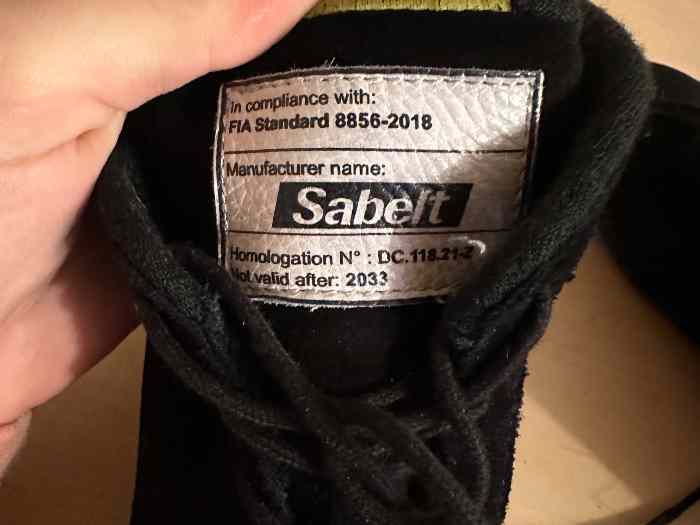 In compliance with:
FIA Standard 8856-2018
Manufacturer name:
Sabelt
Homologation N° : DC.118.21-2
Not valid after: 2033